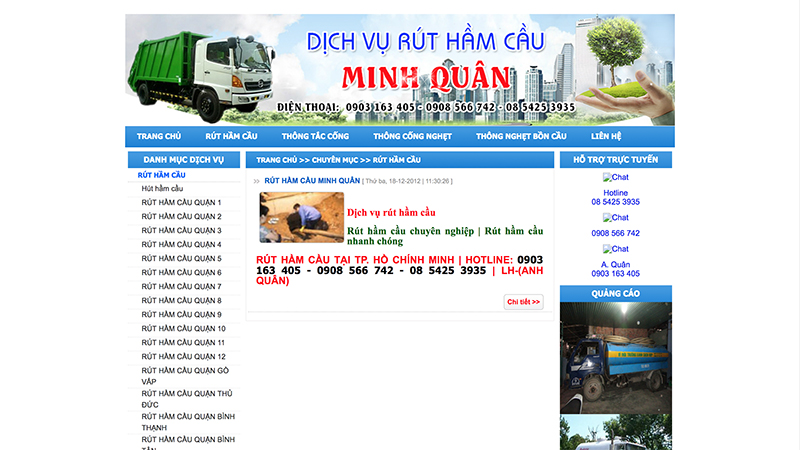 DỊCH VỤ RÚT HẦM CẦU
MINH QUÂN
ĐIỆN THOẠI: 0903 163 405 - 0908 566 742 - 08 5425 3935
TRANG CHỦ RÚT HẦM CẦU THÔNG TẮC CỐNG THÔNG CỐNG NGHẸT THÔNG NGHẸT BỒN CẦU LIÊN HỆ
DANH MỤC DỊCH VỤ
RÚT HẦM CẦU
Hút hầm cầu
RÚT HẦM CẦU QUẬN 1
RÚT HẦM CẦU QUẬN 2
RÚT HẦM CẦU QUẬN 3
RÚT HẦM CẦU QUẬN 4
RÚT HẦM CẦU QUẬN 5
RÚT HẦM CẦU QUẬN 6
RÚT HẦM CẦU QUẬN 7
RÚT HẦM CẦU QUẬN 8
RÚT HẦM CẦU QUẬN 9
RÚT HẦM CẦU QUẬN 10
RÚT HẦM CẦU QUẬN 11
RÚT HẦM CẦU QUẬN 12
RÚT HẦM CẦU QUẬN GÒ
VẤP
RÚT HẦM CẦU QUẬN THỦ
ĐỨC
RÚT HẦM CẦU QUẬN BÌNH
THẠNH
RÚT HẦM CẦU QUẬN BÌNH
TRANG CHỦ >> CHUYÊN MỤC >> RÚT HẦM CẦU
RÚT HẦM CẦU MINH QUÂN [ Thứ ba, 18-12-2012 | 11:30:26 ]
Dịch vụ rút hầm cầu
Rút hầm cầu chuyên nghiệp | Rút hầm cầu
nhanh chóng
RÚT HẦM CẦU TẠI TP. HỒ CHÍNH MINH | HOTLINE: 0903
163 405 - 0908 566 742 - 08 5425 3935 | LH-(ANH
QUÂN)
Chi tiết >>
HỖ TRỢ TRỰC TUYẾN
Chat
Hotline
08 5425 3935
Chat
0908 566 742
Chat
A. Quân
0903 163 405
QUẢNG CÁO